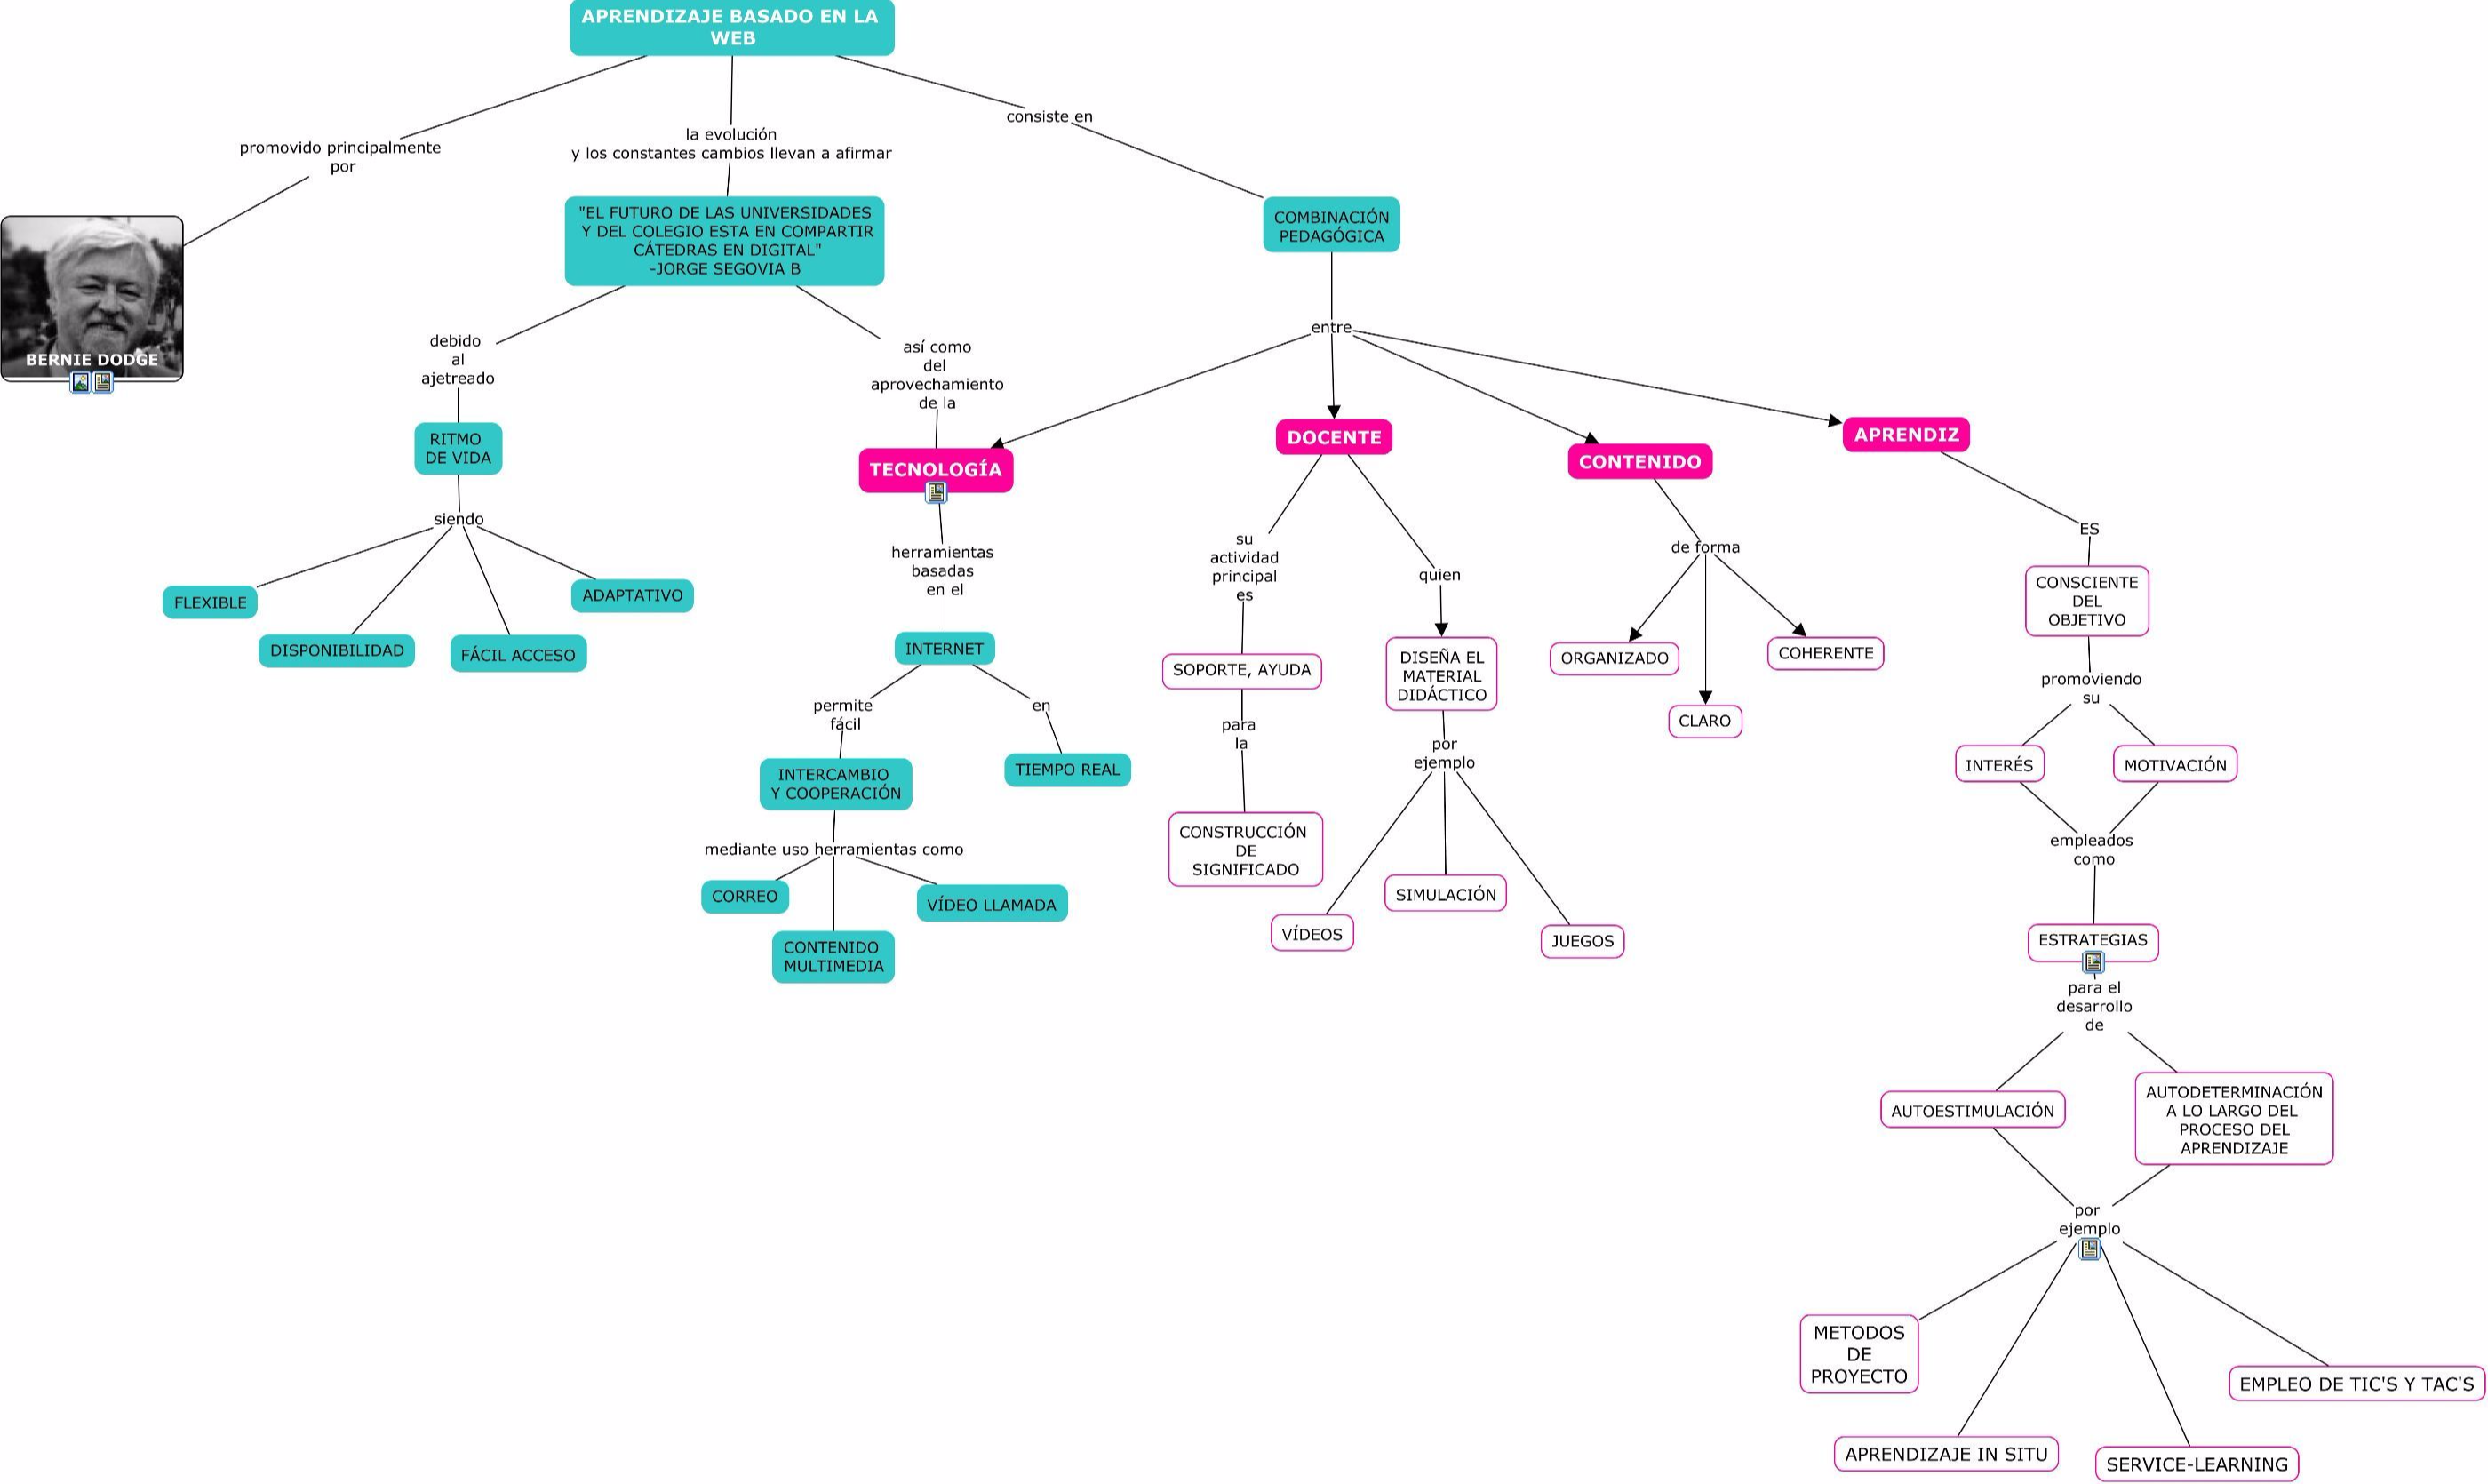 APRENDIZAJE BASADO EN LA
WEB
promovido principalmente
por
BERNIE DODGE
la evolución
y los constantes cambios llevan a afirmar
"EL FUTURO DE LAS UNIVERSIDADES
Y DEL COLEGIO ESTA EN COMPARTIR
CÁTEDRAS EN DIGITAL"
-JORGE SEGOVIA B
debido
al
ajetreado
RITMO
DE VIDA
siendo
FLEXIBLE
DISPONIBILIDAD
FÁCIL ACCESO
ADAPTATIVO
así como
del
aprovechamiento
de la
consiste en
COMBINACIÓN
PEDAGÓGICA
entre
TECNOLOGÍA
herramientas
basadas
en el
INTERNET
permite
fácil
INTERCAMBIO
Y COOPERACIÓN
mediante uso herramientas como
CORREO
CONTENIDO
MULTIMEDIA
VÍDEO LLAMADA
en
TIEMPO REAL
DOCENTE
su
actividad
principal
es
SOPORTE, AYUDA
para
la
CONSTRUCCIÓN
DE
SIGNIFICADO
quien
DISEÑA EL
MATERIAL
DIDÁCTICO
por
ejemplo
VÍDEOS
SIMULACIÓN
JUEGOS
CONTENIDO
de forma
ORGANIZADO
CLARO
COHERENTE
APRENDIZ
ES
CONSCIENTE
DEL
OBJETIVO
promoviendo
su
INTERÉS
MOTIVACIÓN
empleados
como
ESTRATEGIAS
para el
desarrollo
de
AUTOESTIMULACIÓN
AUTODETERMINACIÓN
A LO LARGO DEL
PROCESO DEL
APRENDIZAJE
por
ejemplo
METODOS
DE
PROYECTO
APRENDIZAJE IN SITU
SERVICE-LEARNING
EMPLEO DE TIC'S Y TAC'S